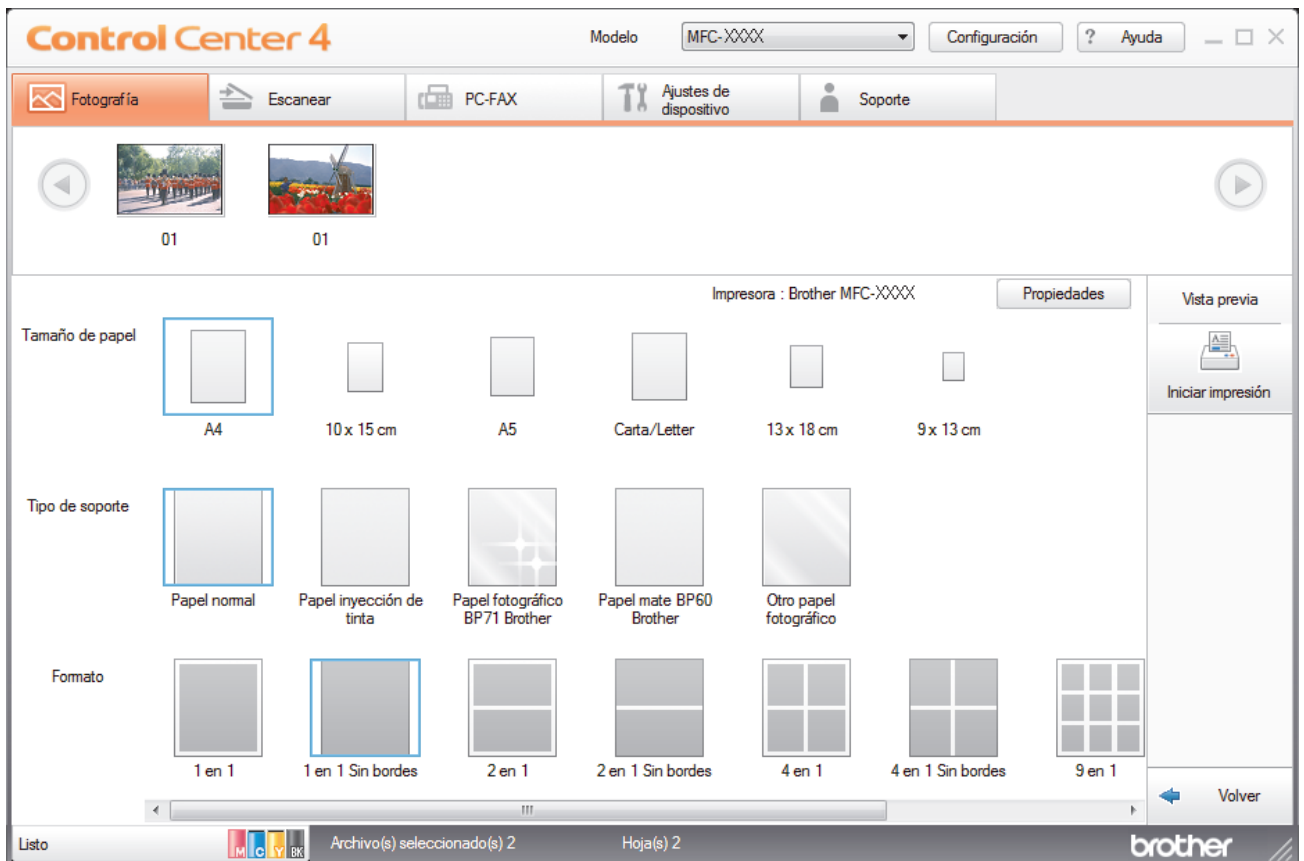 Control Center 4
Modelo
MFC-XXXX
Configuración
? Ayuda
Fotografía
Escanear
PC-FAX
Ajustes de
dispositivo
Soporte
01
01
Impresora : Brother MFC-XXXX
Propiedades
Vista previa
Iniciar impresión
Tamaño de papel
A4
10 x 15 cm
A5
Carta/Letter
13 x 18 cm
9 x 13 cm
Tipo de soporte
Papel normal
Papel inyección de
tinta
Papel fotográfico
BP71 Brother
Papel mate BP60
Brother
Otro papel
fotográfico
Formato
1 en 1
1 en 1 Sin bordes
2 en 1
2 en 1 Sin bordes
4 en 1
4 en 1 Sin bordes
9 en 1
Volver
Listo
M C Y BK
Archivo(s) seleccionado(s) 2
Hoja(s) 2
brother